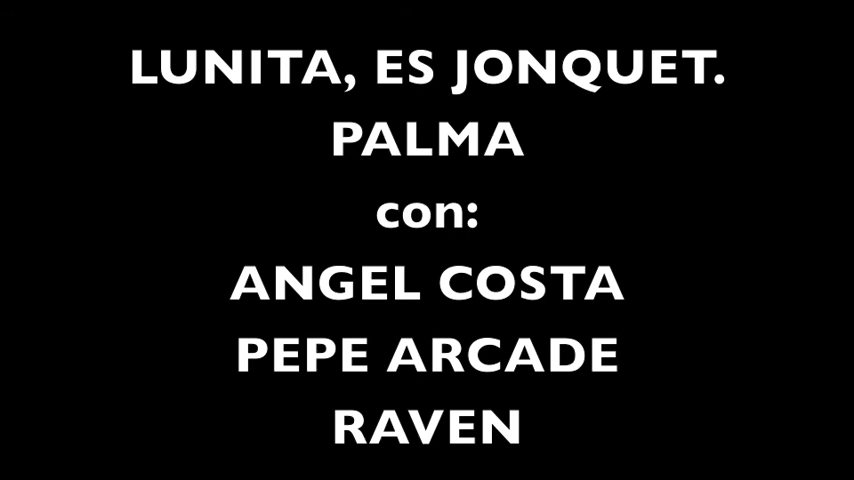 LUNITA, ES JONQUET.
PALMA
con:
ANGEL COSTA
PEPE ARCADE
RAVEN